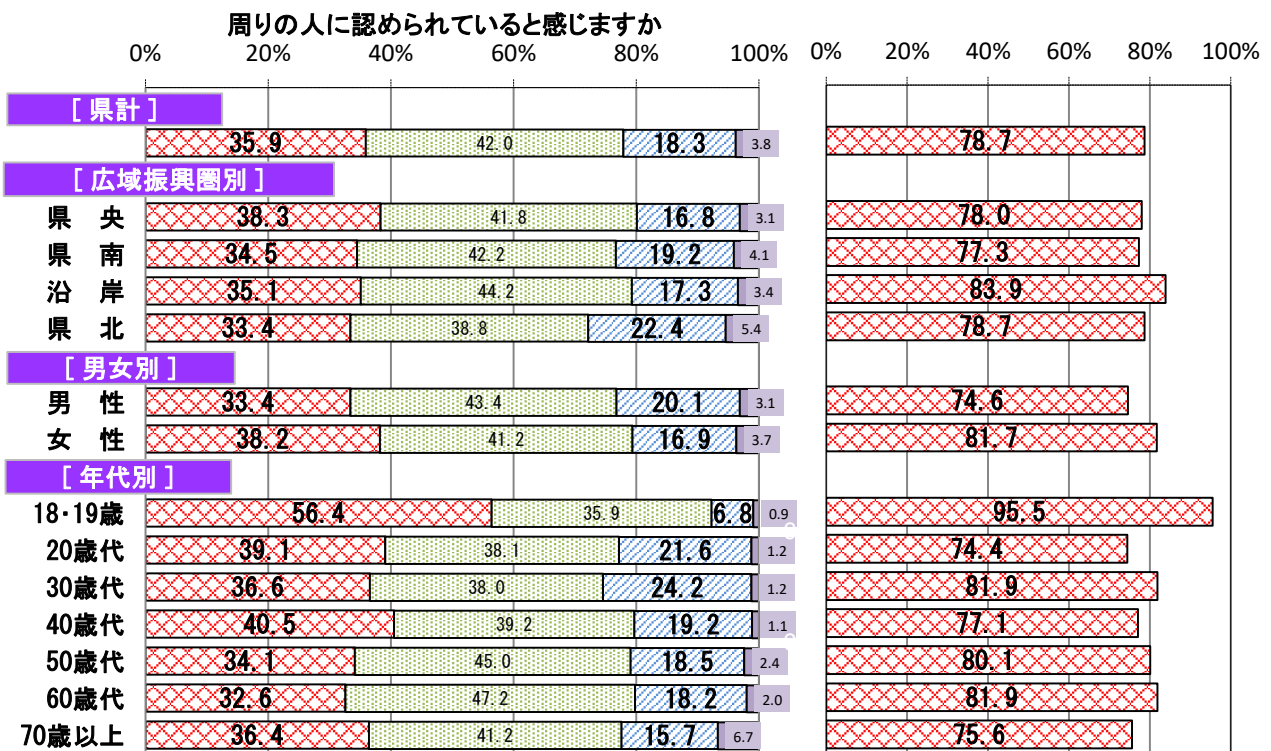 周りの人に認められていると感じますか
0% 20% 40% 60% 80% 100% 0% 20% 40% 60% 80% 100%
[ 県計 ]
35.9 42.0 18.3 3.8 78.7
[ 広域振興圏別 ]
県 央 38.3 41.8 16.8 3.1 78.0
県 南 34.5 42.2 19.2 4.1 77.3
沿 岸 35.1 44.2 17.3 3.4 83.9
県 北 33.4 38.8 22.4 5.4 78.7
[ 男女別 ]
男 性 33.4 43.4 20.1 3.1 74.6
女 性 38.2 41.2 16.9 3.7 81.7
[ 年代別 ]
18・19歳 56.4 35.9 6.8 0.9 95.5
20歳代 39.1 38.1 21.6 1.2 74.4
30歳代 36.6 38.0 24.2 1.2 81.9
40歳代 40.5 39.2 19.2 1.1 77.1
50歳代 34.1 45.0 18.5 2.4 80.1
60歳代 32.6 47.2 18.2 2.0 81.9
70歳以上 36.4 41.2 15.7 6.7 75.6